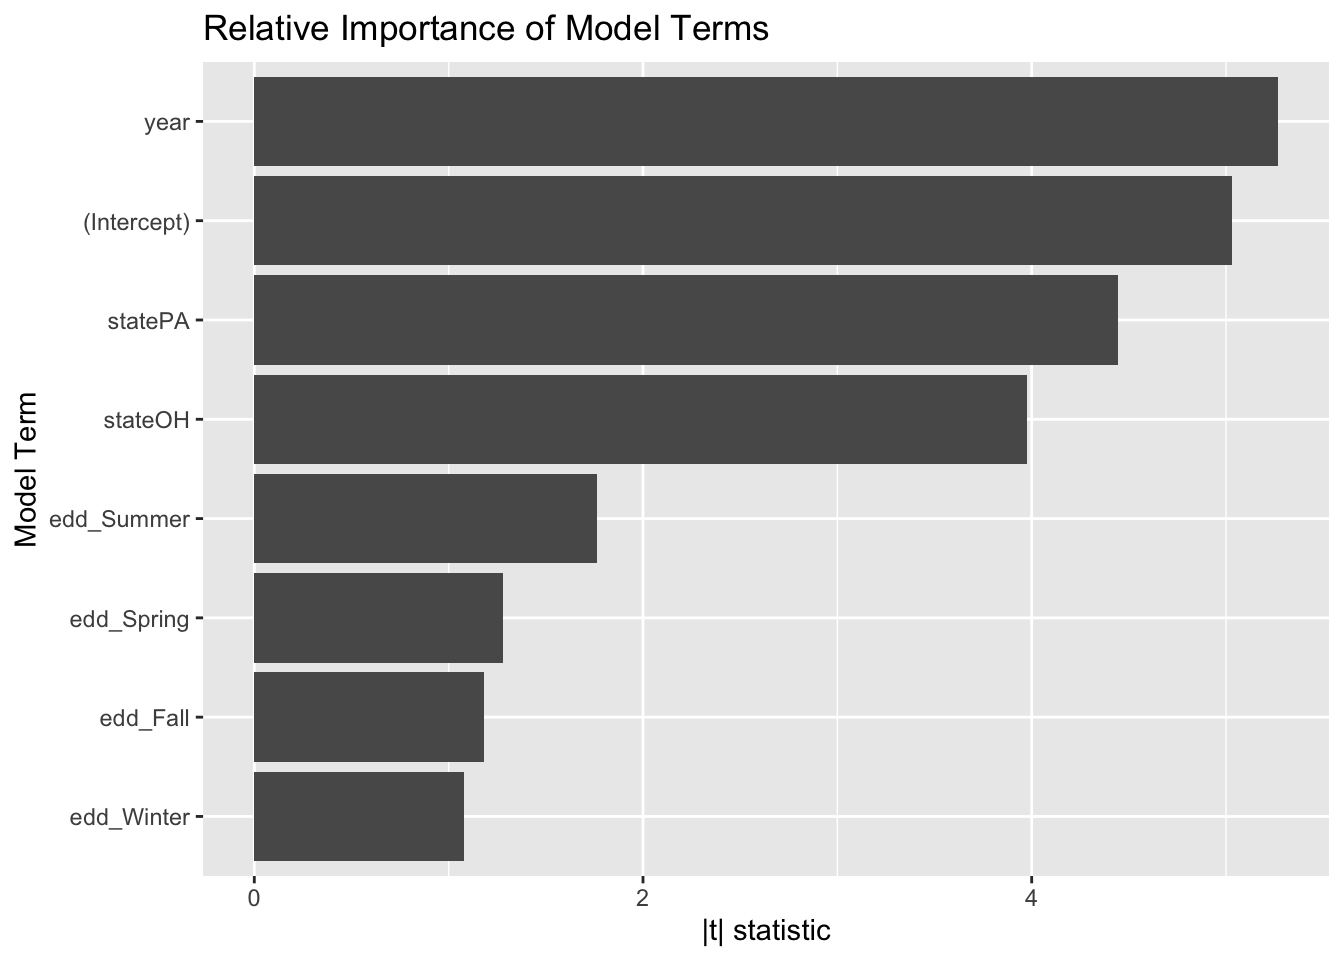 Relative Importance of Model Terms
Model Term
year
(Intercept)
statePA
stateOH
edd_Summer
edd_Spring
edd_Fall
edd_Winter
0 2 4
|t| statistic